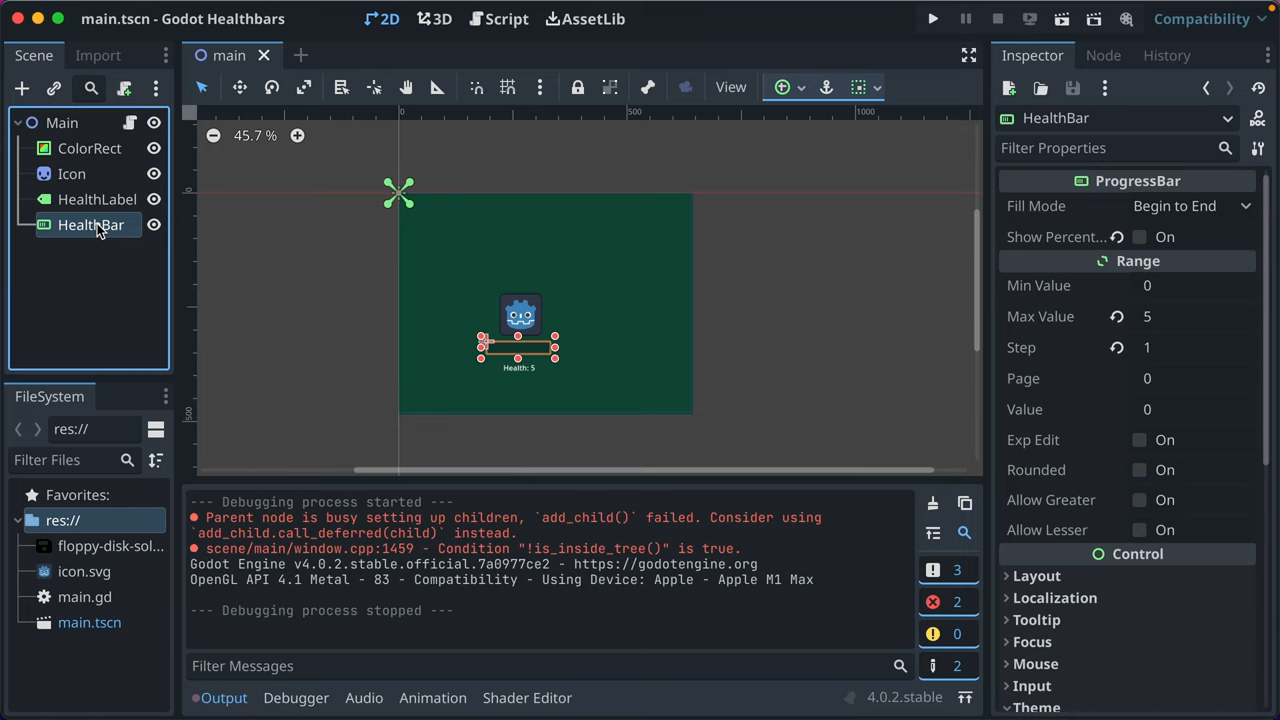 main.tscn - Godot Healthbars
2D
3D
Script
AssetLib
Compatibility
Scene
Import
Main
ColorRect
Icon
HealthLabel
HealthBar
FileSystem
res://
Filter Files
Favorites:
res://
floppy-disk-sol...
icon.svg
main.gd
main.tscn
main
View
0
500
1000
45.7 %
0
500
Health: 5
--- Debugging process started ---
Parent node is busy setting up children, `add_child()` failed. Consider using
`add_child.call_deferred(child)` instead.
scene/main/window.cpp:1459 - Condition "!is_inside_tree()" is true.
Godot Engine v4.0.2.stable.official.7a0977ce2 - https://godotengine.org
OpenGL API 4.1 Metal - 83 - Compatibility - Using Device: Apple - Apple M1 Max
--- Debugging process stopped ---
3
2
0
2
Filter Messages
Output
Debugger
Audio
Animation
Shader Editor
4.0.2.stable
Inspector
Node
History
HealthBar
Filter Properties
ProgressBar
Fill Mode Begin to End
Show Percent... On
Range
Min Value 0
Max Value 5
Step 1
Page 0
Value 0
Exp Edit On
Rounded On
Allow Greater On
Allow Lesser On
Control
Layout
Localization
Tooltip
Focus
Mouse
Input
Theme